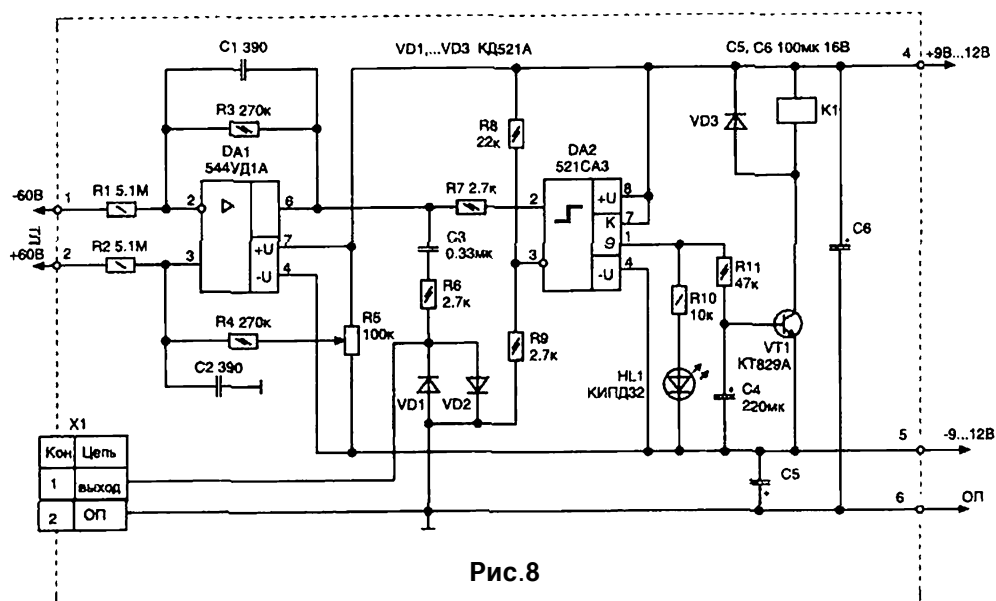 C1 390
VD1,...VD3 КД521А
C5, C6 100мк 16В
4
+9В...12В
R3 270к
R8
22к
VD3
K1
DA1
544УД1А
DA2
521СА3
-60В
1
R1 5.1М
2
6
R7 2.7к
2
+U
8
К
7
ТЛ
+60В
2
R2 5.1М
3
+U
7
-U
4
C3
0.33мк
3
Э
1
-U
4
C6
R6
2.7к
R10
10к
R11
47к
R4 270к
R5
100к
R9
2.7к
VT1
КТ829А
C2 390
VD1
VD2
HL1
КИПД32
C4
220мк
X1
Кон
Цепь
1
выход
2
ОП
5
-9...12В
C5
6
ОП
Рис.8